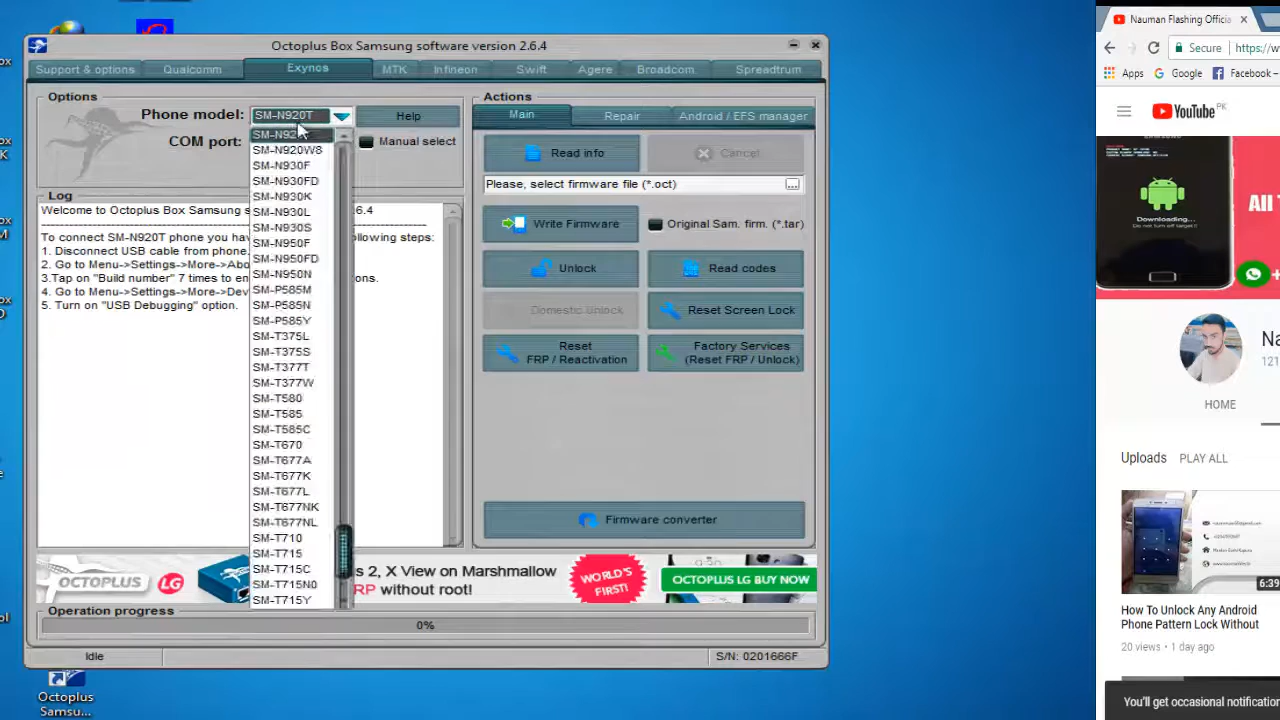 Octoplus Box Samsung software version 2.6.4
Support & options
Qualcomm
Exynos
MTK
Infineon
Swift
Agere
Broadcom
Spreadtrum
Options
Phone model:
SM-N920T
Help
COM port:
Manual select
SM-N920W8
SM-N930F
SM-N930FD
SM-N930K
SM-N930L
SM-N930S
SM-N950F
SM-N950FD
SM-N950N
SM-P585M
SM-P585N
SM-P585Y
SM-T375L
SM-T375S
SM-T377T
SM-T377W
SM-T580
SM-T585
SM-T585C
SM-T670
SM-T677A
SM-T677K
SM-T677L
SM-T677NK
SM-T677NL
SM-T710
SM-T715
SM-T715C
SM-T715N0
SM-T715Y
Log
Welcome to Octoplus Box Samsung s
.6.4
To connect SM-N920T phone you hav
llowing steps:
1. Disconnect USB cable from phone.
2. Go to Menu->Settings->More->Abo
3.Tap on "Build number" 7 times to en
ons.
4. Go to Menu->Settings->More->Dev
5. Turn on "USB Debugging" option.
Actions
Main
Repair
Android / EFS manager
Read info
Cancel
Please, select firmware file (*.oct)
...
Write Firmware
Original Sam. firm. (*.tar)
Unlock
Read codes
Domestic Unlock
Reset Screen Lock
Reset
FRP / Reactivation
Factory Services
(Reset FRP / Unlock)
Firmware converter
OCTOPLUS LG
s 2, X View on Marshmallow
RP without root!
WORLD'S
FIRST!
OCTOPLUS LG BUY NOW
Operation progress
0%
Idle
S/N: 0201666F
Octoplus
Samsu...
Nauman Flashing Officia
Secure
https://w
Apps
Google
Facebook –
YouTube PK
Downloading...
Do not turn off target!!
All T
Na
121
HOME
Uploads
PLAY ALL
6:39
How To Unlock Any Android
Phone Pattern Lock Without
20 views • 1 day ago
You'll get occasional notification